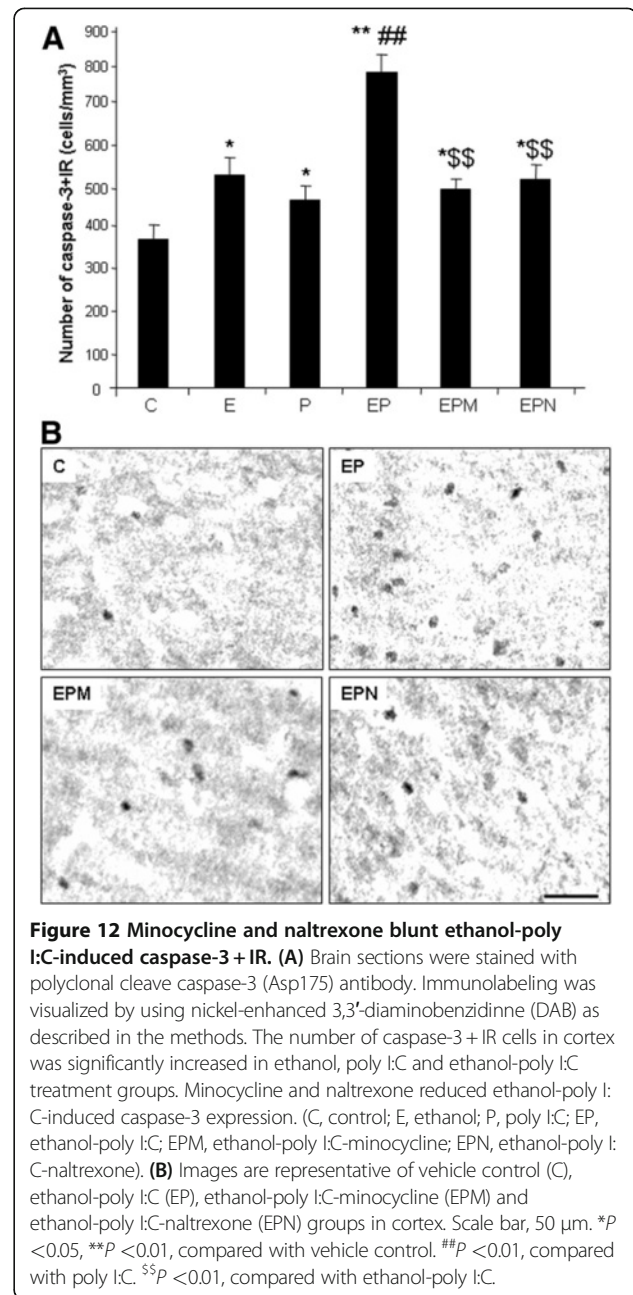 A
Number of caspase-3+IR (cells/mm³)
900
800
700
600
500
400
300
200
100
0
*
*
** ##
*$$
*$$
C E P EP EPM EPN
B
C
EP
EPM
EPN
Figure 12 Minocycline and naltrexone blunt ethanol-poly
I:C-induced caspase-3 + IR. (A) Brain sections were stained with
polyclonal cleave caspase-3 (Asp175) antibody. Immunolabeling was
visualized by using nickel-enhanced 3,3′-diaminobenzidinne (DAB) as
described in the methods. The number of caspase-3 + IR cells in cortex
was significantly increased in ethanol, poly I:C and ethanol-poly I:C
treatment groups. Minocycline and naltrexone reduced ethanol-poly I:
C-induced caspase-3 expression. (C, control; E, ethanol; P, poly I:C; EP,
ethanol-poly I:C; EPM, ethanol-poly I:C-minocycline; EPN, ethanol-poly I:
C-naltrexone). (B) Images are representative of vehicle control (C),
ethanol-poly I:C (EP), ethanol-poly I:C-minocycline (EPM) and
ethanol-poly I:C-naltrexone (EPN) groups in cortex. Scale bar, 50 μm. *P
<0.05, **P <0.01, compared with vehicle control. ##P <0.01, compared
with poly I:C. $$P <0.01, compared with ethanol-poly I:C.